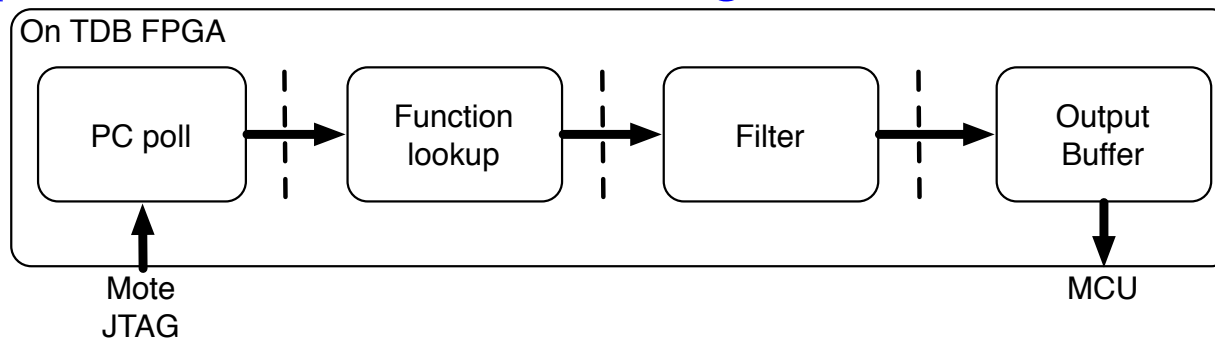 On TDB FPGA
PC poll
Function
lookup
Filter
Output
Buffer
Mote
JTAG
MCU